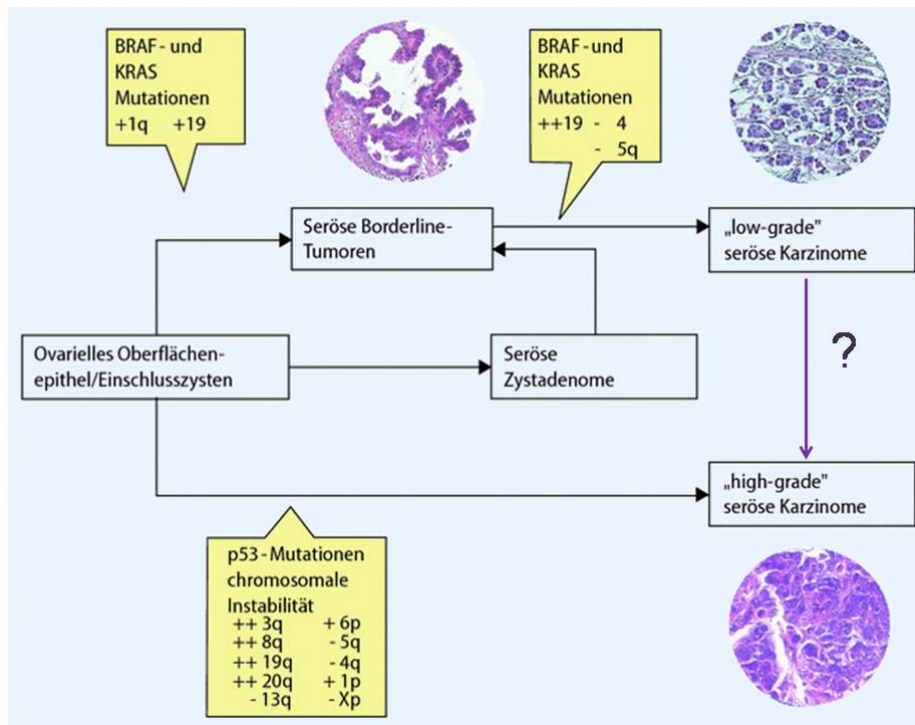 BRAF - und
KRAS
Mutationen
+1q +19
BRAF - und
KRAS
Mutationen
++19 - 4
- 5q
Seröse Borderline-
Tumoren
„low-grade"
seröse Karzinome
Ovarielles Oberflächen-
epithel/Einschlusszysten
Seröse
Zystadenome
?
„high-grade"
seröse Karzinome
p53 - Mutationen
chromosomale
Instabilität
++ 3q + 6p
++ 8q - 5q
++ 19q - 4q
++ 20q + 1p
- 13q - Xp